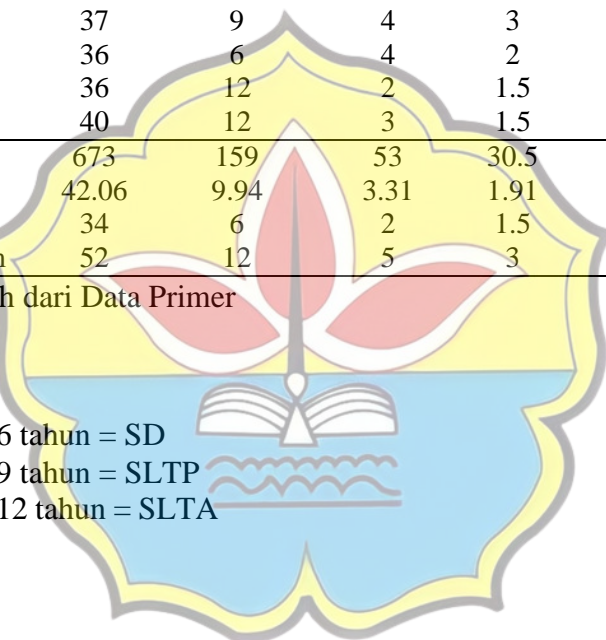 37 9 4 3
36 6 4 2
36 12 2 1.5
40 12 3 1.5
673 159 53 30.5
42.06 9.94 3.31 1.91
34 6 2 1.5
52 12 5 3
dari Data Primer
6 tahun = SD
9 tahun = SLTP
12 tahun = SLTA